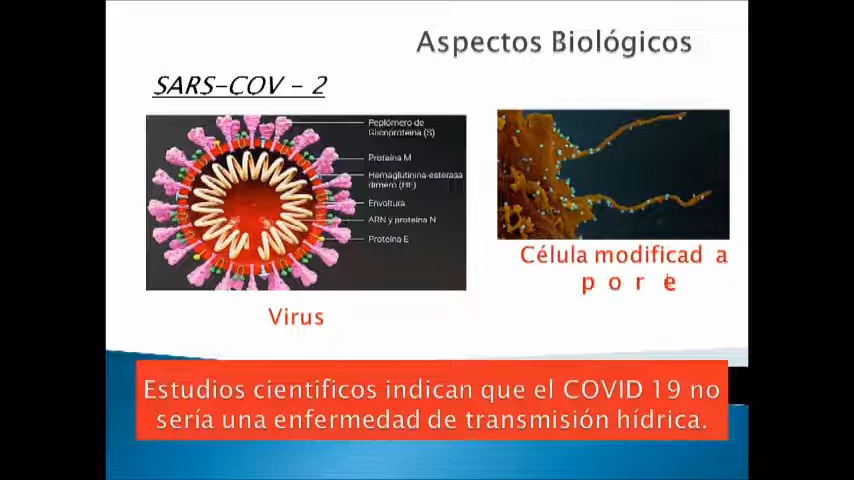 Aspectos Biológicos
SARS-COV - 2
Peplómero de
Glicoproteína (S)
Proteína M
Hemaglutinina-esterasa
dímero (HE)
Envoltura
ARN y proteína N
Proteína E
Célula modificad a
p o r
Virus
Estudios científicos indican que el COVID 19 no
sería una enfermedad de transmisión hídrica.